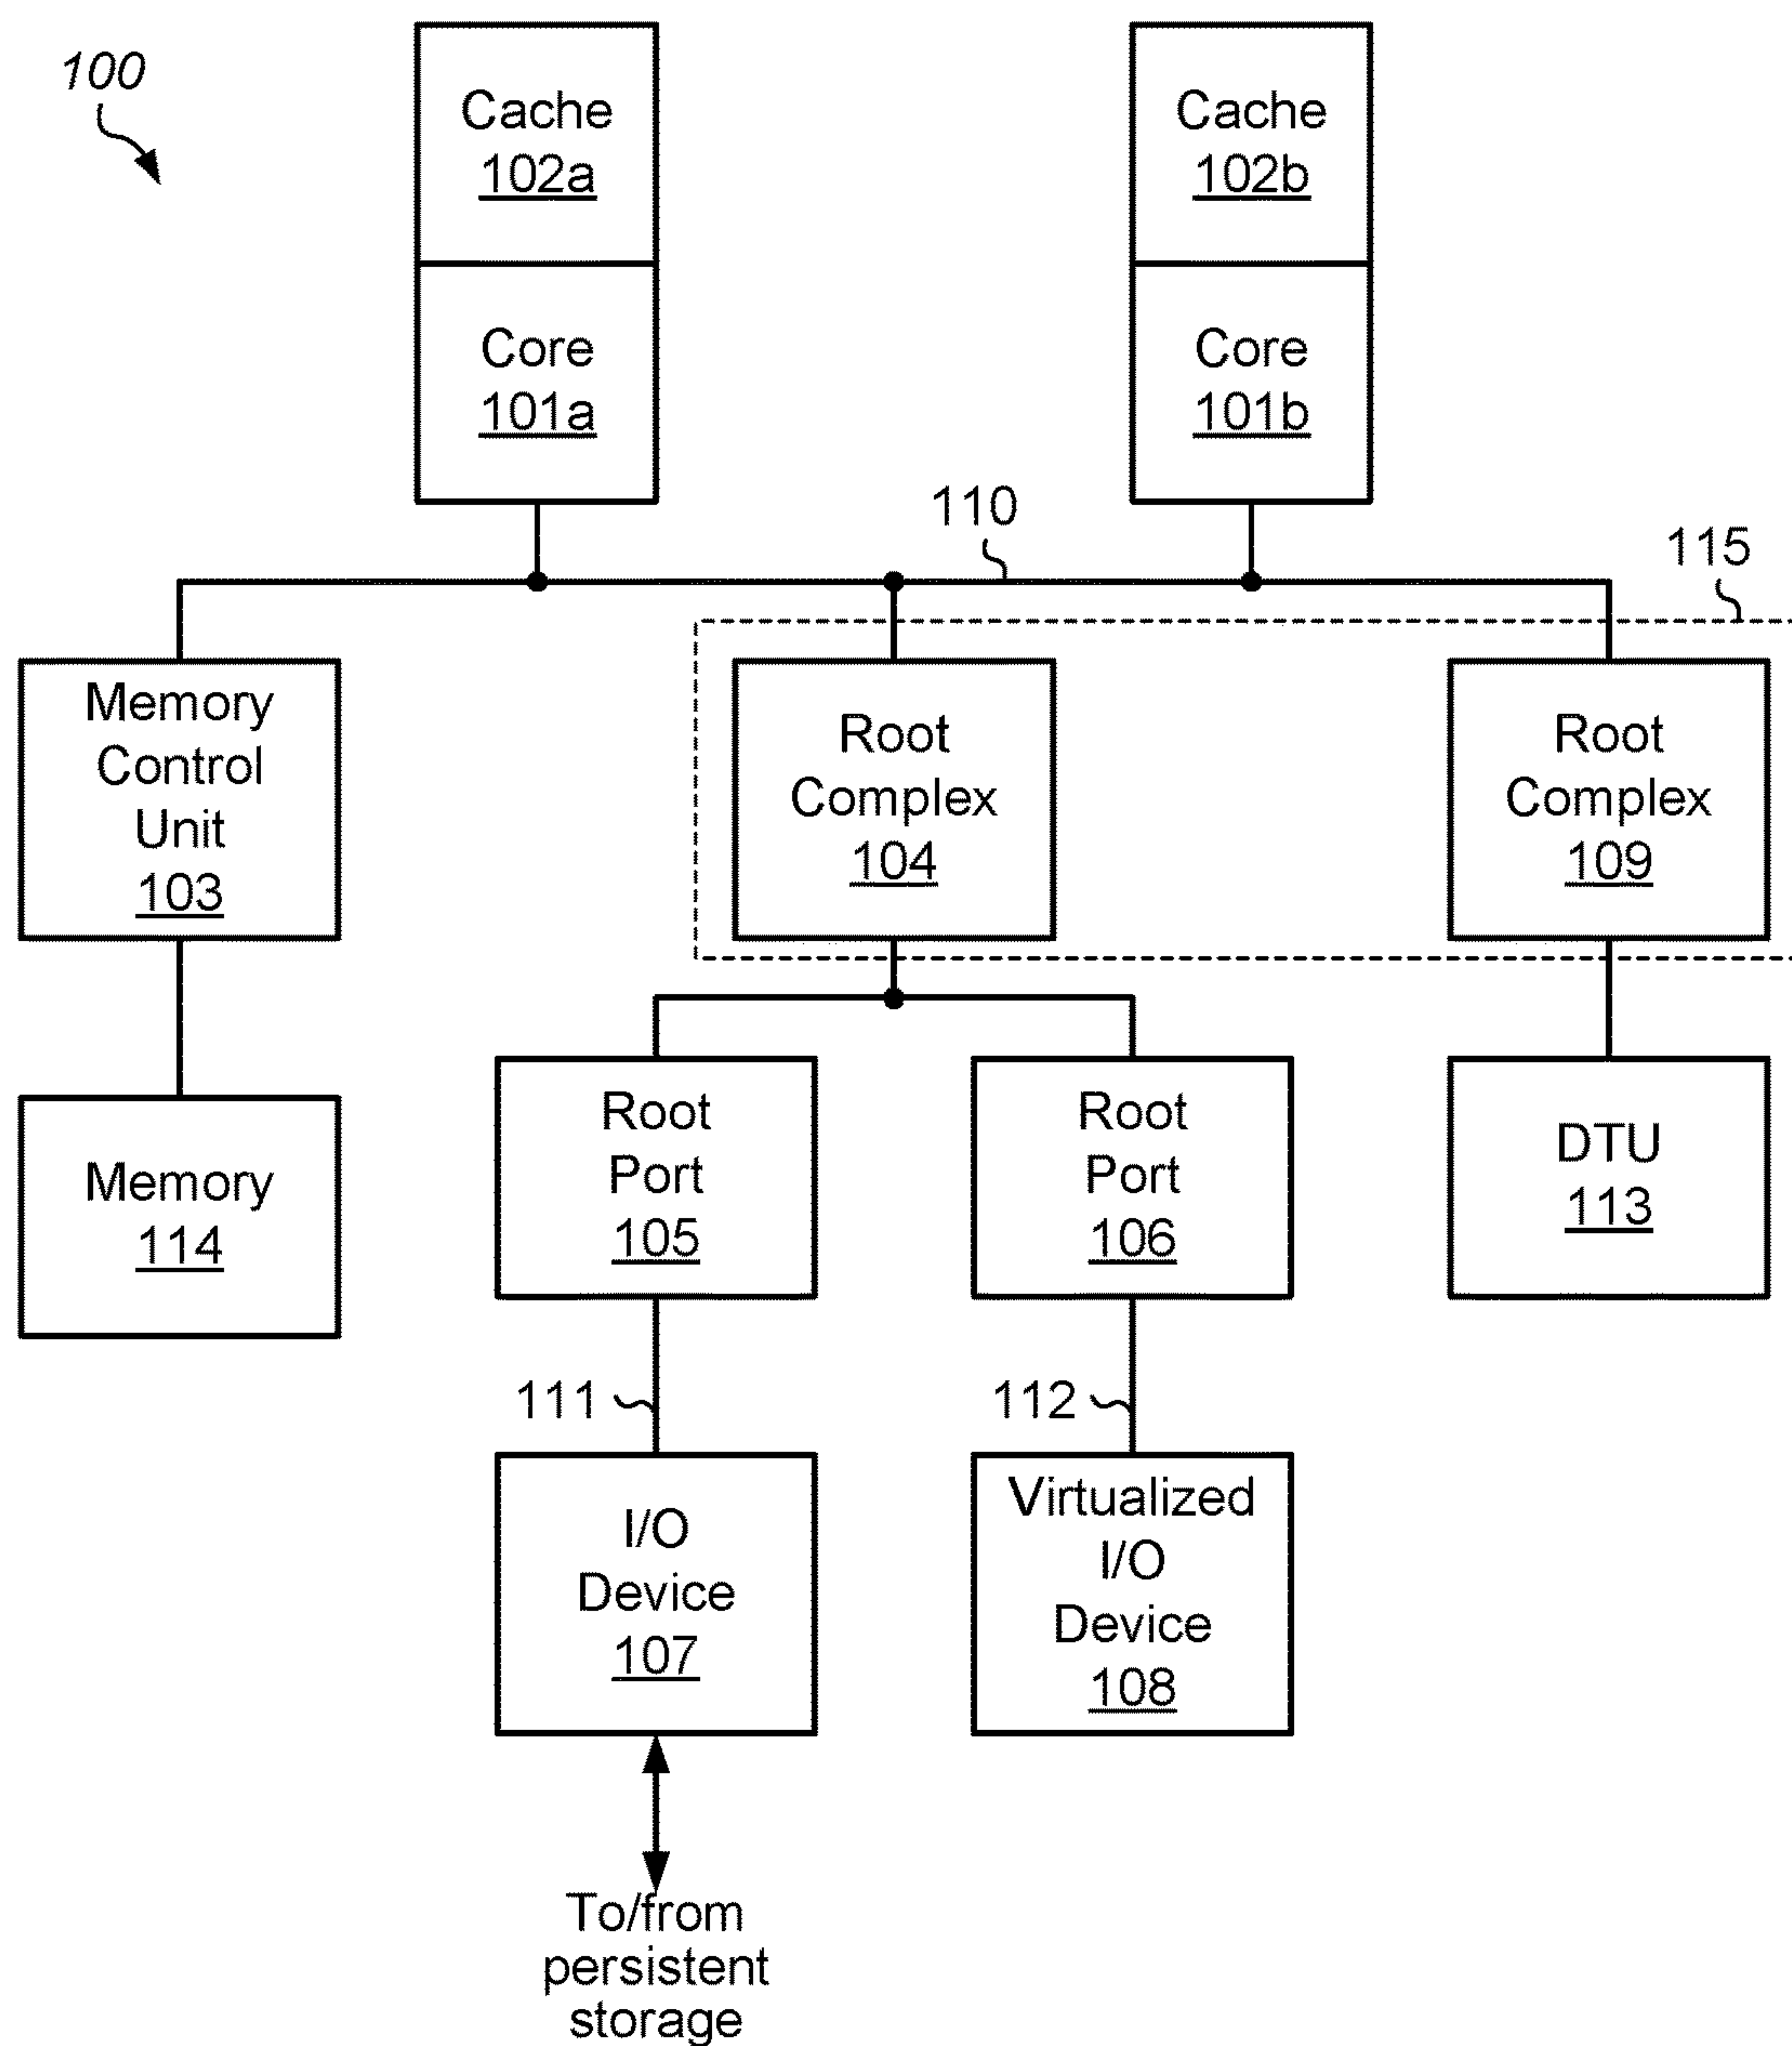 100
Cache
102a
Core
101a
Cache
102b
Core
101b
110
115
Memory
Control
Unit
103
Root
Complex
104
Root
Complex
109
Memory
114
Root
Port
105
Root
Port
106
DTU
113
111
112
I/O
Device
107
Virtualized
I/O
Device
108
To/from
persistent
storage